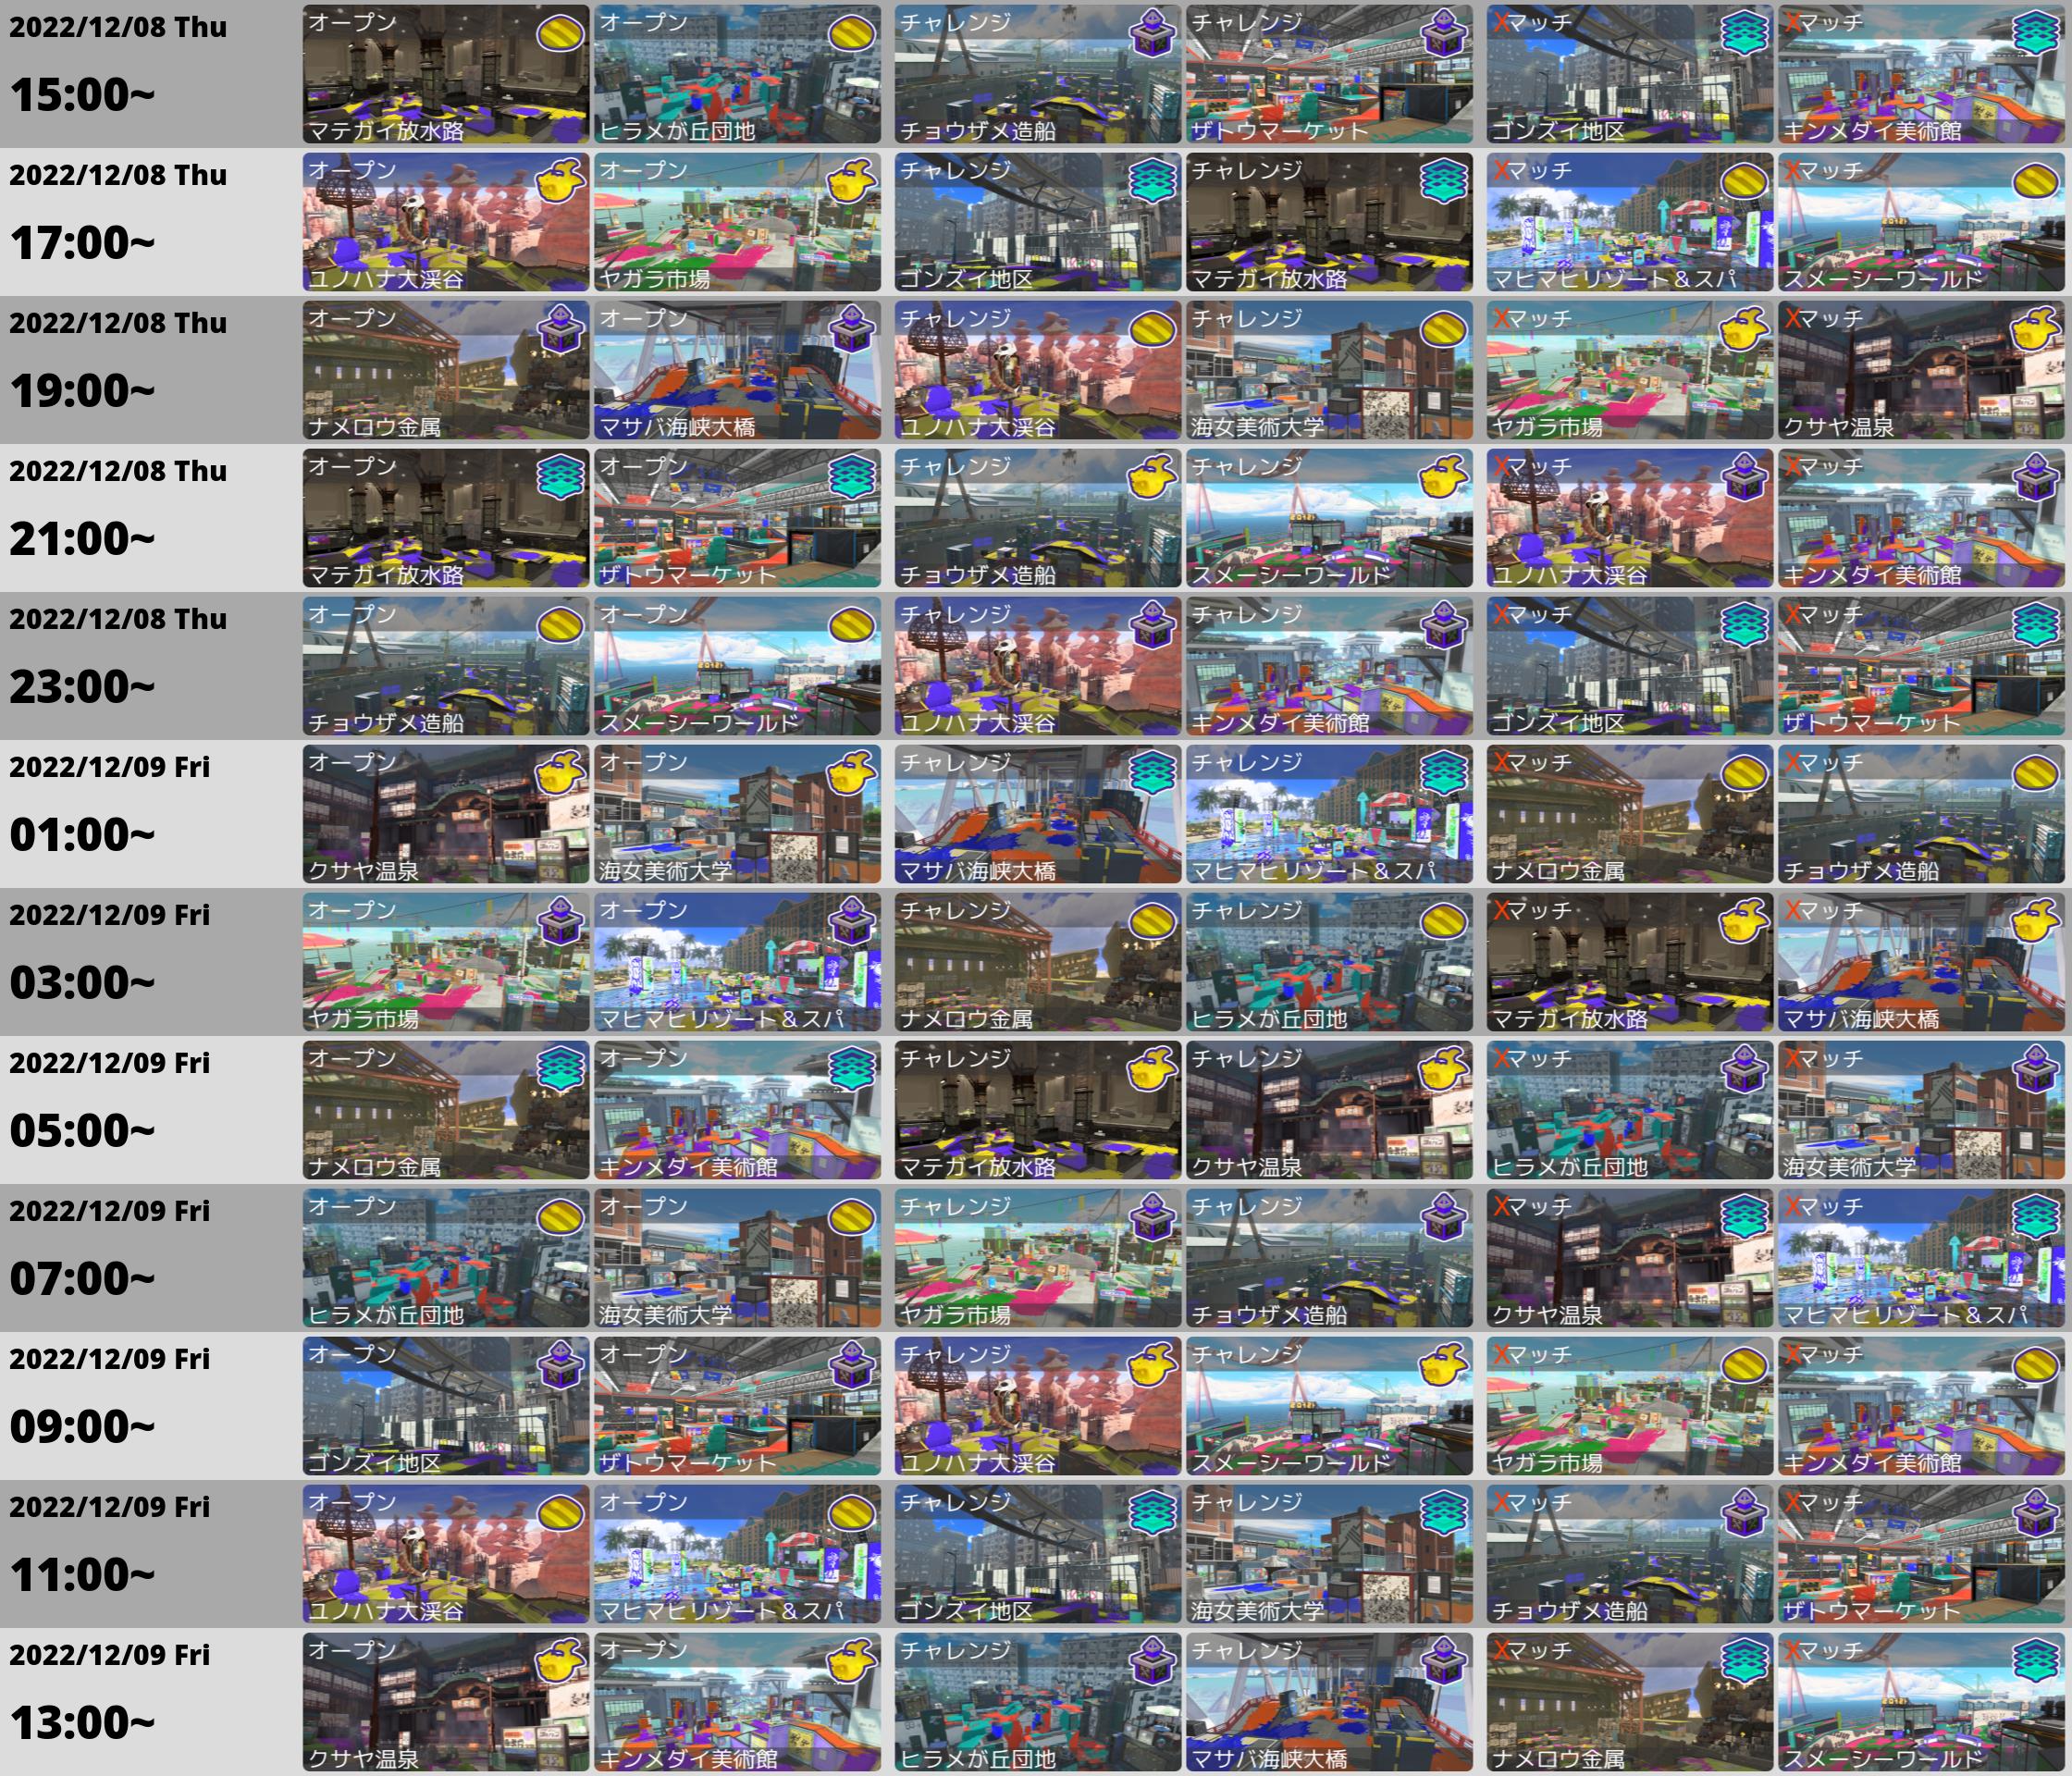 2022/12/08 Thu
15:00~
オープン オープン チャレンジ チャレンジ Xマッチ Xマッチ
マテガイ放水路 ヒラメが丘団地 チョウザメ造船 ザトウマーケット ゴンズイ地区 キンメダイ美術館
2022/12/08 Thu
17:00~
オープン オープン チャレンジ チャレンジ Xマッチ Xマッチ
ユノハナ大渓谷 ヤガラ市場 ゴンズイ地区 マテガイ放水路 マヒマヒリゾート&スパ スメーシーワールド
2022/12/08 Thu
19:00~
オープン オープン チャレンジ チャレンジ Xマッチ Xマッチ
ナメロウ金属 マサバ海峡大橋 ユノハナ大渓谷 海女美術大学 ヤガラ市場 クサヤ温泉
2022/12/08 Thu
21:00~
オープン オープン チャレンジ チャレンジ Xマッチ Xマッチ
マテガイ放水路 ザトウマーケット チョウザメ造船 スメーシーワールド ユノハナ大渓谷 キンメダイ美術館
2022/12/08 Thu
23:00~
オープン オープン チャレンジ チャレンジ Xマッチ Xマッチ
チョウザメ造船 スメーシーワールド ユノハナ大渓谷 キンメダイ美術館 ゴンズイ地区 ザトウマーケット
2022/12/09 Fri
01:00~
オープン オープン チャレンジ チャレンジ Xマッチ Xマッチ
クサヤ温泉 海女美術大学 マサバ海峡大橋 マヒマヒリゾート&スパ ナメロウ金属 チョウザメ造船
2022/12/09 Fri
03:00~
オープン オープン チャレンジ チャレンジ Xマッチ Xマッチ
ヤガラ市場 マヒマヒリゾート&スパ ナメロウ金属 ヒラメが丘団地 マテガイ放水路 マサバ海峡大橋
2022/12/09 Fri
05:00~
オープン オープン チャレンジ チャレンジ Xマッチ Xマッチ
ナメロウ金属 キンメダイ美術館 マテガイ放水路 クサヤ温泉 ヒラメが丘団地 海女美術大学
2022/12/09 Fri
07:00~
オープン オープン チャレンジ チャレンジ Xマッチ Xマッチ
ヒラメが丘団地 海女美術大学 ヤガラ市場 チョウザメ造船 クサヤ温泉 マヒマヒリゾート&スパ
2022/12/09 Fri
09:00~
オープン オープン チャレンジ チャレンジ Xマッチ Xマッチ
ゴンズイ地区 ザトウマーケット ユノハナ大渓谷 スメーシーワールド ヤガラ市場 キンメダイ美術館
2022/12/09 Fri
11:00~
オープン オープン チャレンジ チャレンジ Xマッチ Xマッチ
ユノハナ大渓谷 マヒマヒリゾート&スパ ゴンズイ地区 海女美術大学 チョウザメ造船 ザトウマーケット
2022/12/09 Fri
13:00~
オープン オープン チャレンジ チャレンジ Xマッチ Xマッチ
クサヤ温泉 キンメダイ美術館 ヒラメが丘団地 マサバ海峡大橋 ナメロウ金属 スメーシーワールド